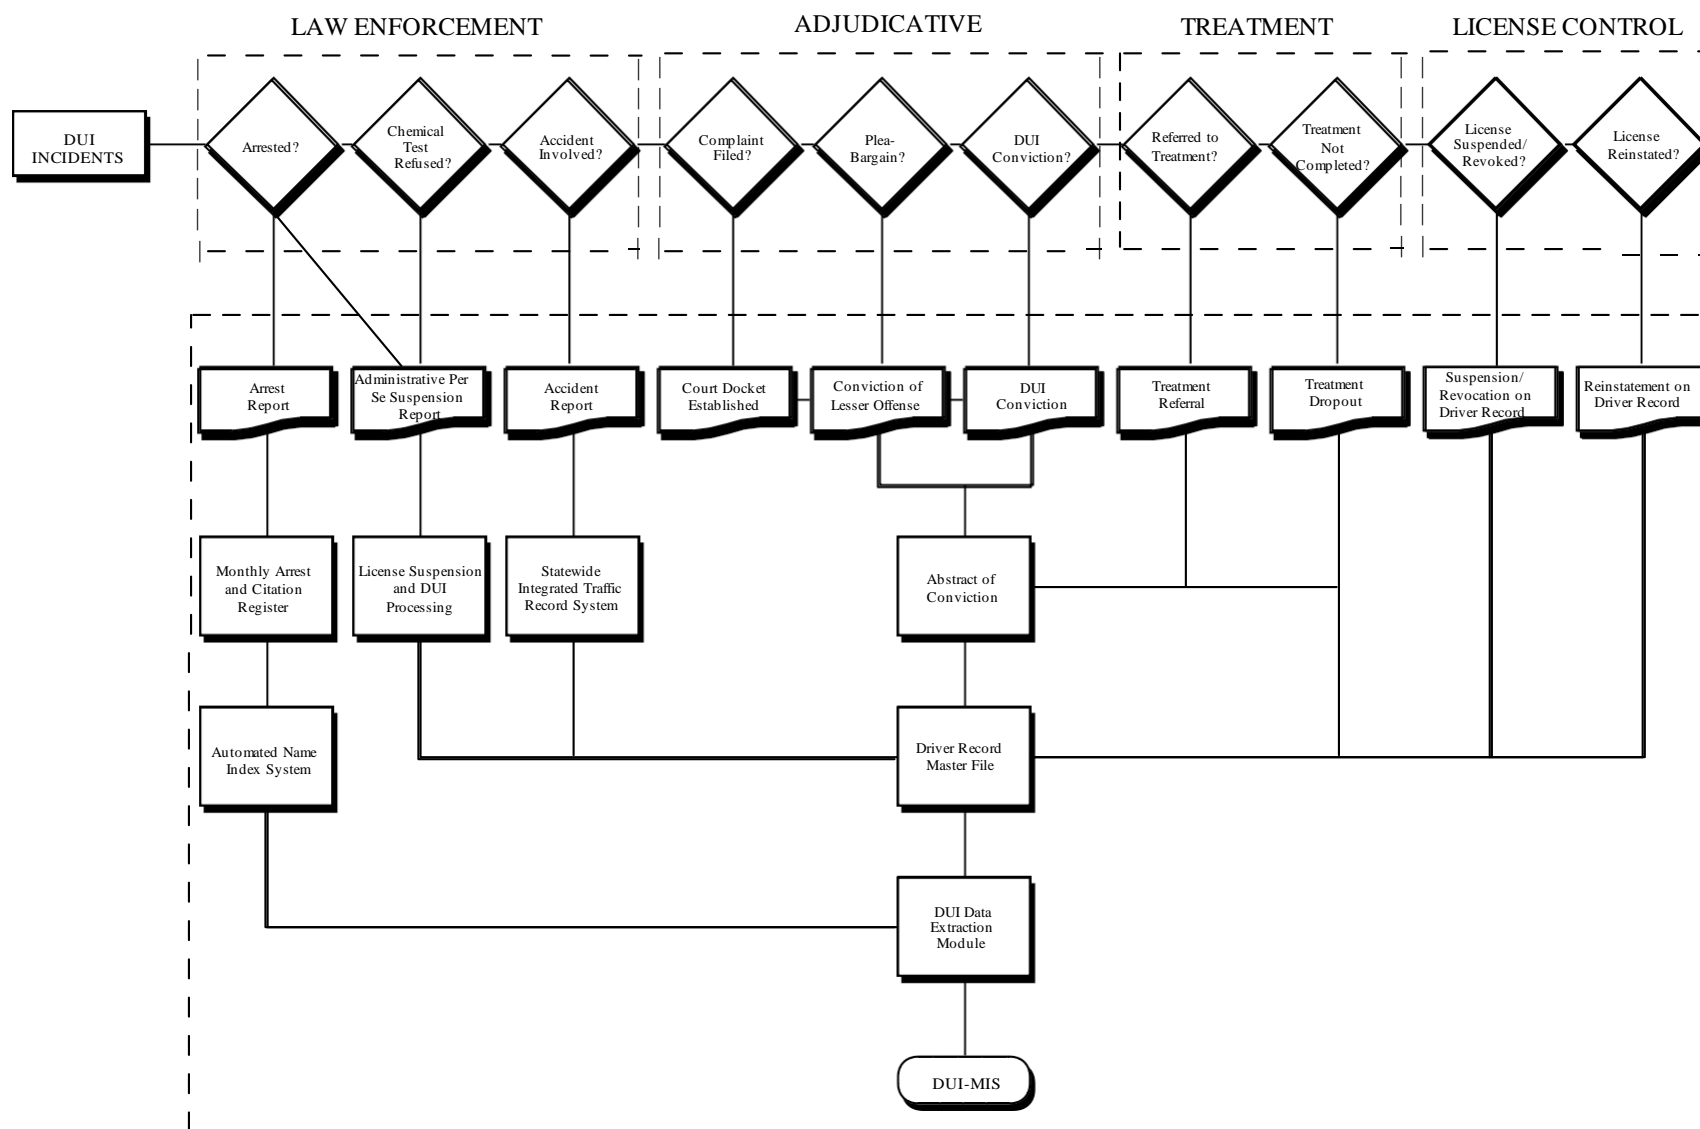 LAW ENFORCEMENT
ADJUDICATIVE
TREATMENT
LICENSE CONTROL
DUI
INCIDENTS
Arrested?
Chemical
Test
Refused?
Accident
Involved?
Complaint
Filed?
Plea-
Bargain?
DUI
Conviction?
Referred to
Treatment?
Treatment
Not
Completed?
License
Suspended/
Revoked?
License
Reinstated?
Arrest
Report
Administrative Per
Se Suspension
Report
Accident
Report
Court Docket
Established
Conviction of
Lesser Offense
DUI
Conviction
Treatment
Referral
Treatment
Dropout
Suspension/
Revocation on
Driver Record
Reinstatement on
Driver Record
Monthly Arrest
and Citation
Register
License Suspension
and DUI
Processing
Statewide
Integrated Traffic
Record System
Abstract of
Conviction
Automated Name
Index System
Driver Record
Master File
DUI Data
Extraction
Module
DUI-MIS